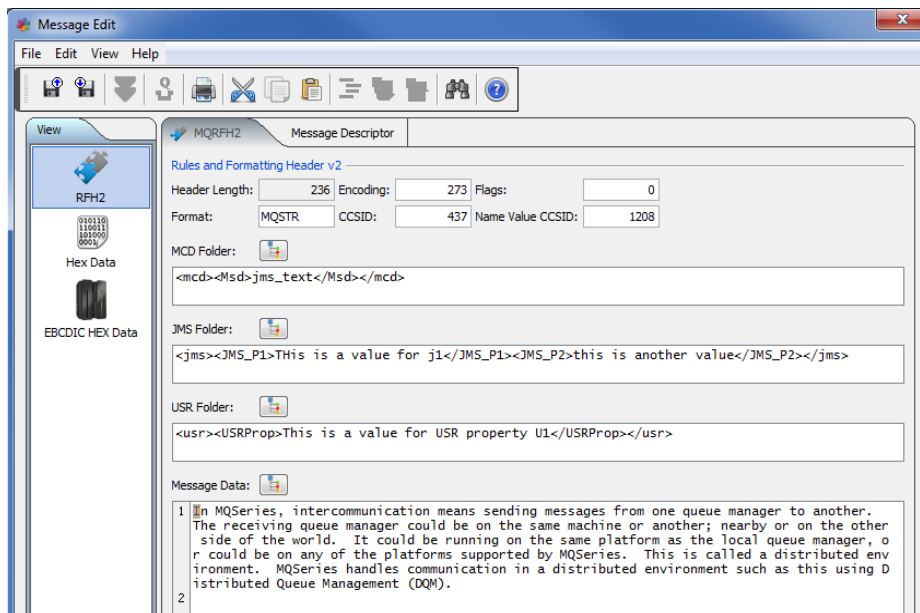 Message Edit
File Edit View Help
View
RFH2
010110
110011
101000
0001
Hex Data
EBCDIC HEX Data
MQRFH2 Message Descriptor
Rules and Formatting Header v2
Header Length: 236 Encoding: 273 Flags: 0
Format: MQSTR CCSID: 437 Name Value CCSID: 1208
MCD Folder:
<mcd><Msd>jms_text</Msd></mcd>
JMS Folder:
<jms><JMS_P1>THis is a value for j1</JMS_P1><JMS_P2>this is another value</JMS_P2></jms>
USR Folder:
<usr><USRProp>This is a value for USR property U1</USRProp></usr>
Message Data:
1 In MQSeries, intercommunication means sending messages from one queue manager to another.
The receiving queue manager could be on the same machine or another; nearby or on the other
side of the world. It could be running on the same platform as the local queue manager, o
r could be on any of the platforms supported by MQSeries. This is called a distributed env
ironment. MQSeries handles communication in a distributed environment such as this using D
istributed Queue Management (DQM).
2